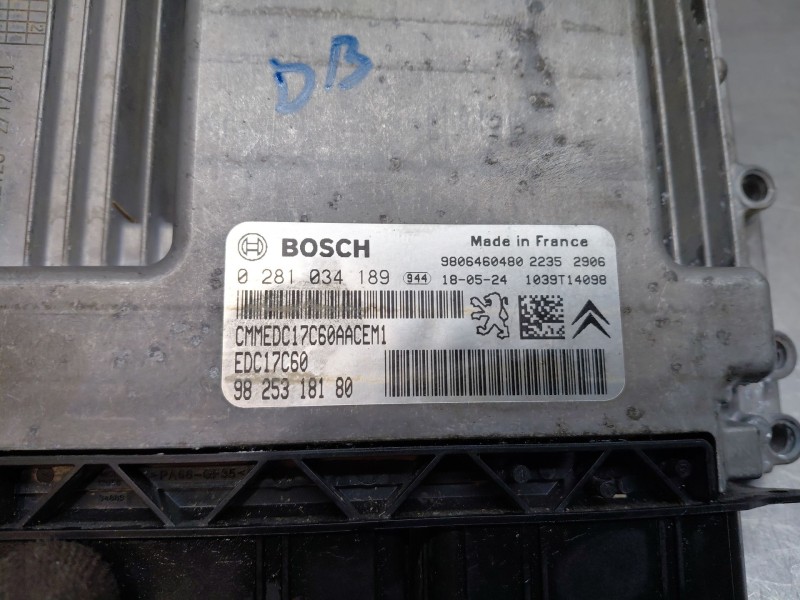 DB
BOSCH
Made in France
9806460480 2235 2906
0 281 034 189 944 18-05-24 1039T14098
CMMEDC17C60AACEM1
EDC17C60
98 253 181 80